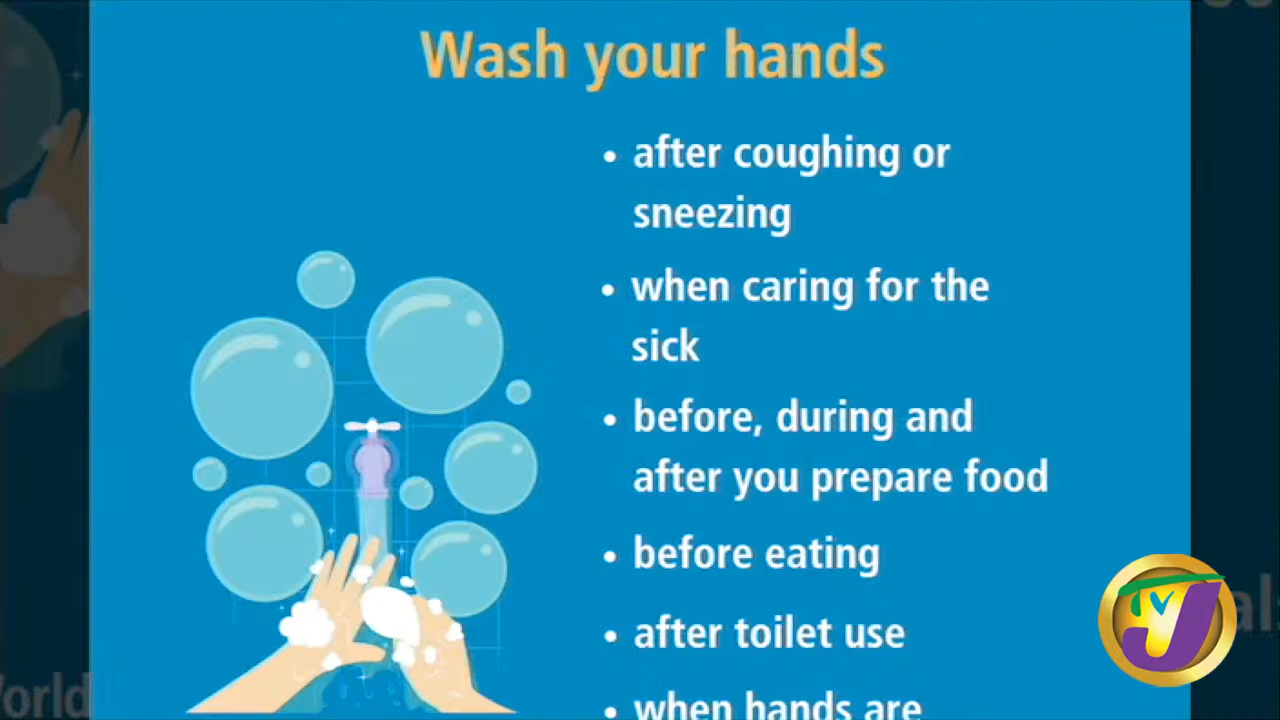 Wash your hands
• after coughing or
sneezing
• when caring for the
sick
• before, during and
after you prepare food
• before eating
• after toilet use
• when hands are
TVJ